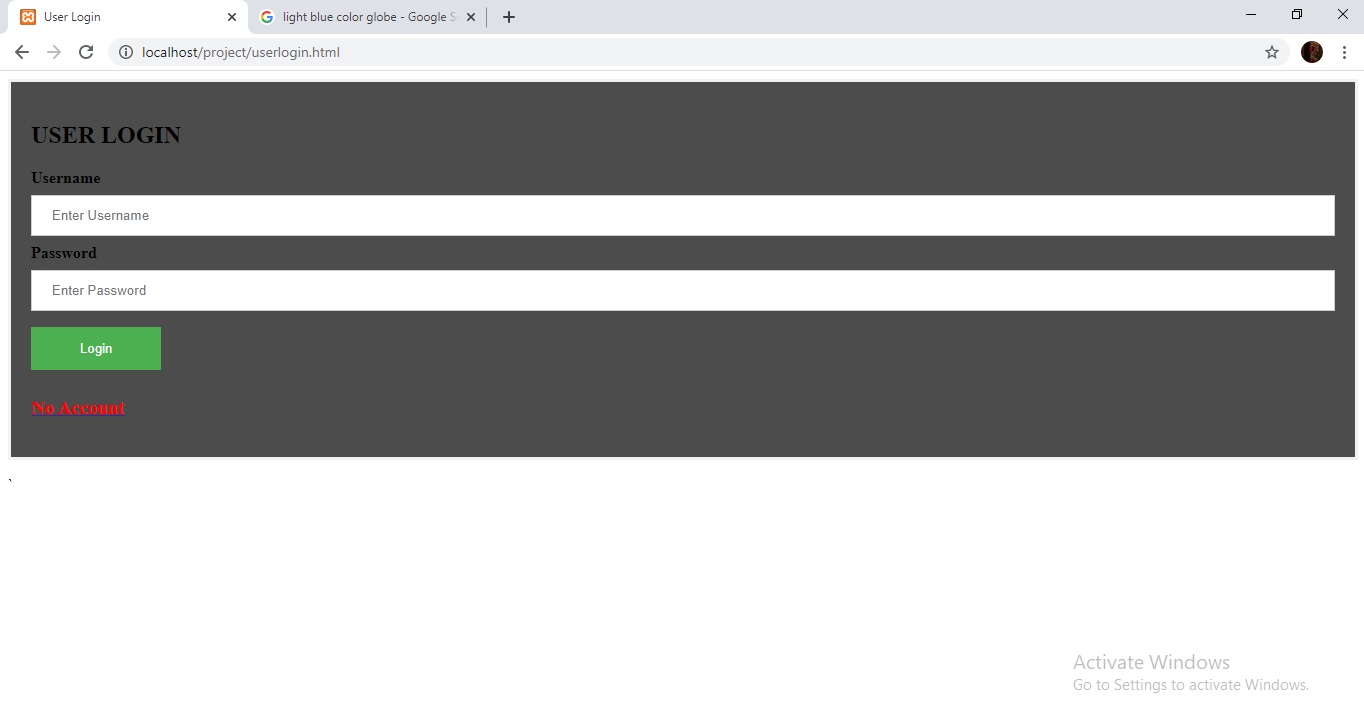 User Login
light blue color globe - Google S
localhost/project/userlogin.html
USER LOGIN
Username
Enter Username
Password
Enter Password
Login
No Account
`
Activate Windows
Go to Settings to activate Windows.